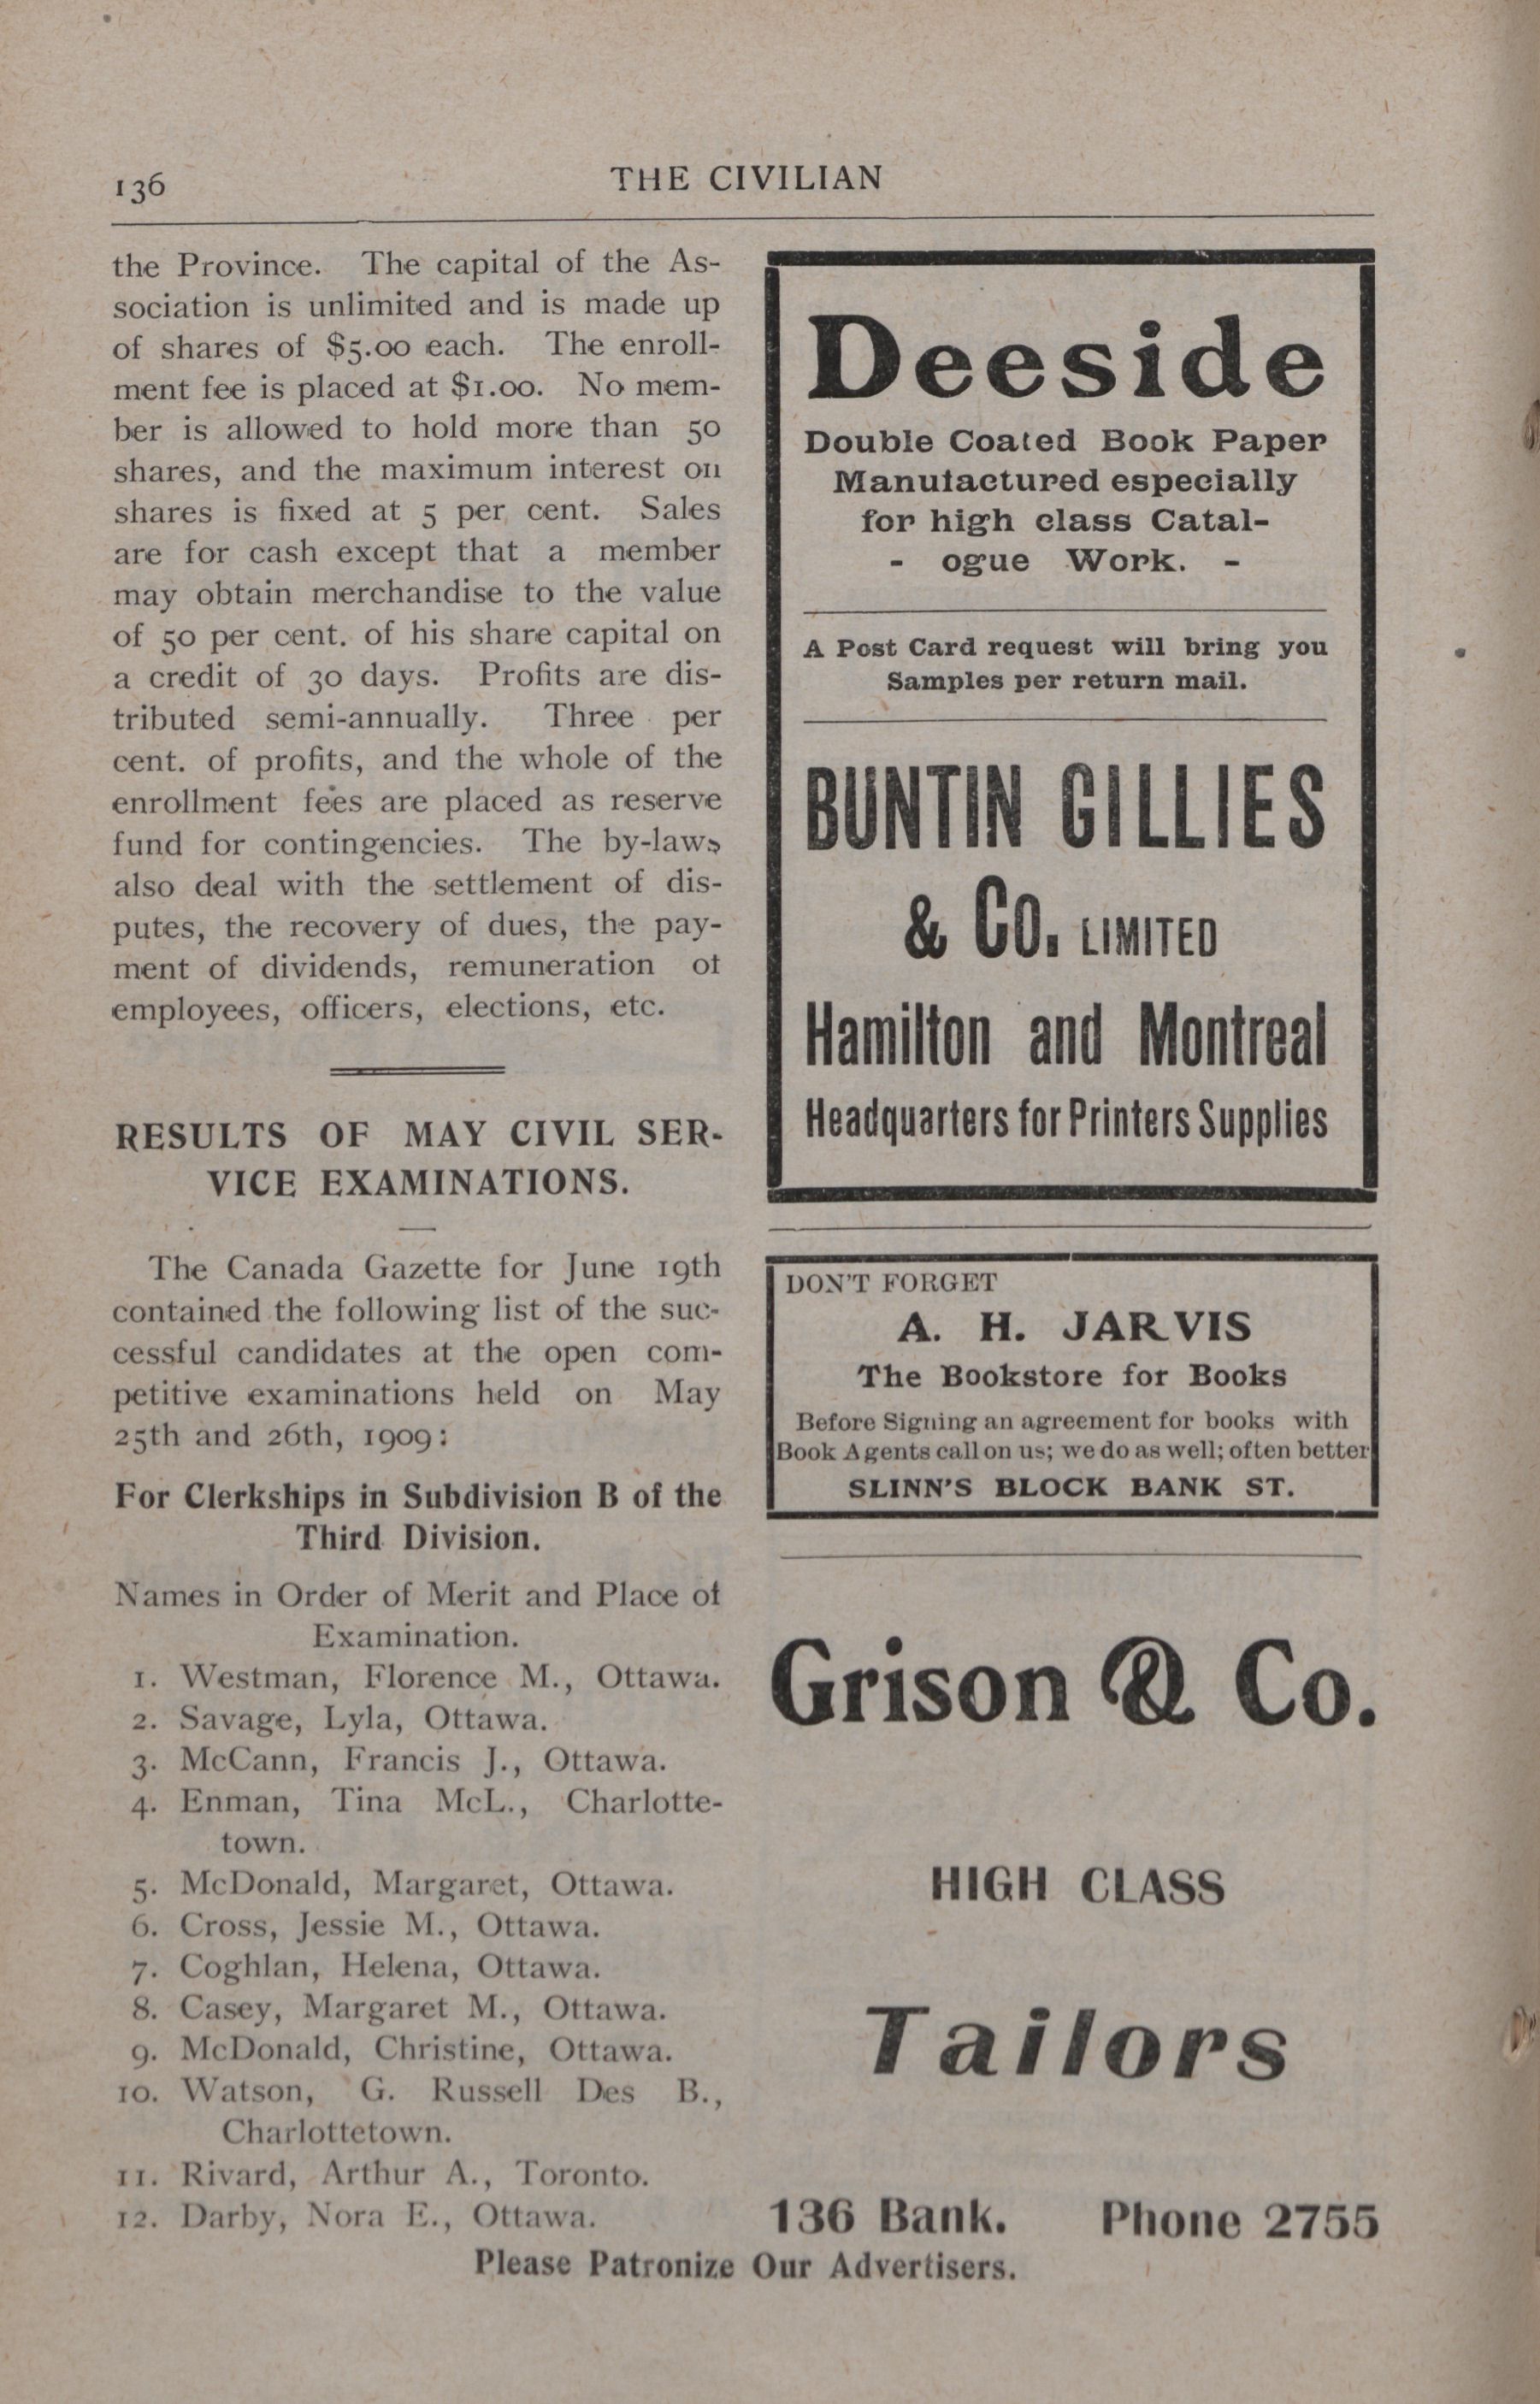 136
THE CIVILIAN
the Province. The capital of the As-
sociation is unlimited and is made up
of shares of $5.00 each. The enroll-
ment fee is placed at $1.00. No mem-
ber is allowed to hold more than 50
shares, and the maximum interest on
shares is fixed at 5 per cent. Sales
are for cash except that a member
may obtain merchandise to the value
of 50 per cent. of his share capital on
a credit of 30 days. Profits are dis-
tributed semi-annually. Three per
cent. of profits, and the whole of the
enrollment fees are placed as reserve
fund for contingencies. The by-laws
also deal with the settlement of dis-
putes, the recovery of dues, the pay-
ment of dividends, remuneration of
employees, officers, elections, etc.
RESULTS OF MAY CIVIL SER-
VICE EXAMINATIONS.
The Canada Gazette for June 19th
contained the following list of the suc-
cessful candidates at the open com-
petitive examinations held on May
25th and 26th, 1909:
For Clerkships in Subdivision B of the
Third Division.
Names in Order of Merit and Place of
Examination.
1. Westman, Florence M., Ottawa.
2. Savage, Lyla, Ottawa.
3. McCann, Francis J., Ottawa.
4. Enman, Tina McL., Charlotte-
town.
5. McDonald, Margaret, Ottawa.
6. Cross, Jessie M., Ottawa.
7. Coghlan, Helena, Ottawa.
8. Casey, Margaret M., Ottawa.
9. McDonald, Christine, Ottawa.
10. Watson, G. Russell Des B.,
Charlottetown.
11. Rivard, Arthur A., Toronto.
12. Darby, Nora E., Ottawa.
Deeside
Double Coated Book Paper
Manufactured especially
for high class Catal-
- ogue Work. -
A Post Card request will bring you
Samples per return mail.
BUNTIN GILLIES
& CO. LIMITED
Hamilton and Montreal
Headquarters for Printers Supplies
DON'T FORGET
A. H. JARVIS
The Bookstore for Books
Before Signing an agreement for books with
Book Agents call on us; we do as well; often better
SLINN'S BLOCK BANK ST.
Grison & Co.
HIGH CLASS
Tailors
136 Bank. Phone 2755
Please Patronize Our Advertisers.